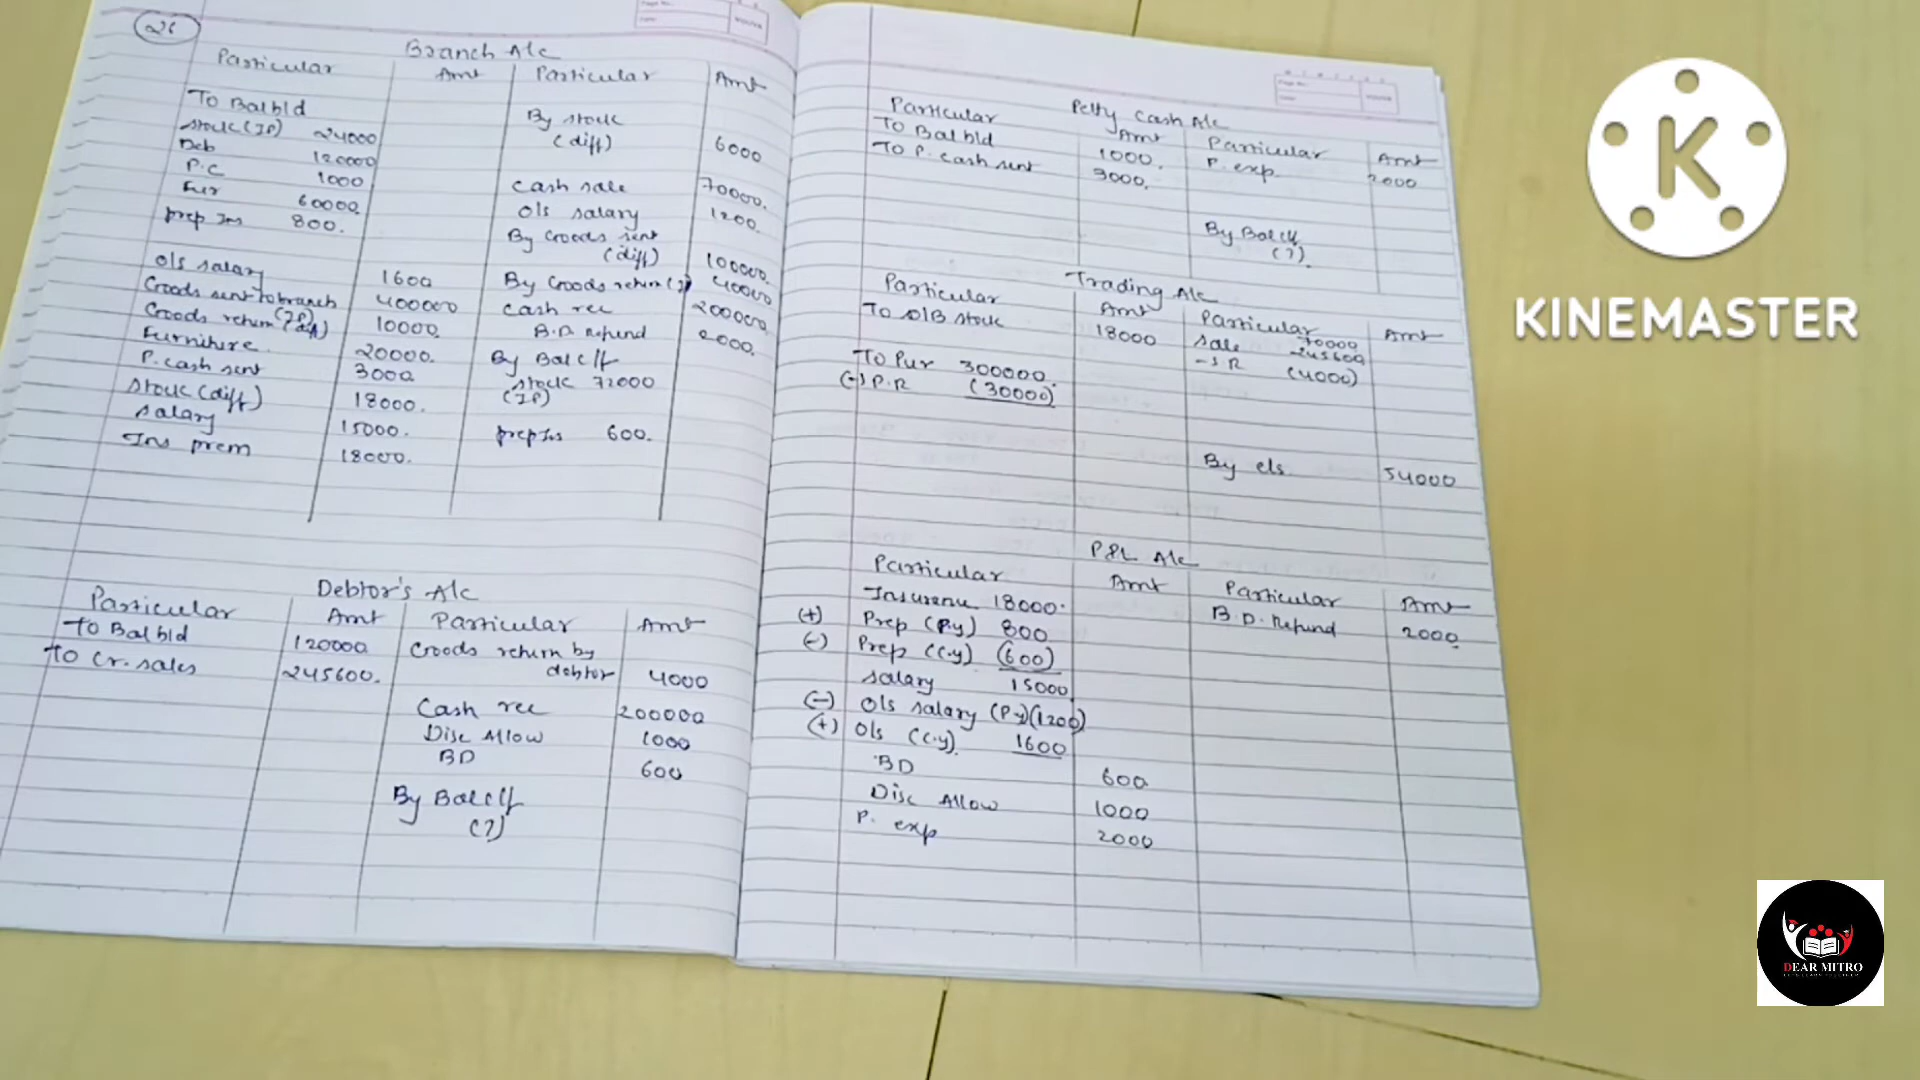 26
Branch A/c
Particular Amt Particular Amt
To Bal b/d By stock
stock (IP) 24000 (diff) 6000
Deb 120000
P.C 1000 Cash sale 70000.
Fur 60000 O/s salary 1200.
prep Ins 800. By Goods sent
(diff) 100000.
O/s salary 1600 By Goods return (?) 40000
Goods sent to branch (IP) 400000 Cash rec 200000
Goods return 10000. B.D. Refund 2000.
Furniture. 20000. By Bal c/f
P. cash sent 3000 stock 72000
stock (diff) 18000. (IP)
salary 15000. prep Ins 600.
Ins prem 18000.
Debtor's A/c
Particular Amt Particular Amt
To Bal b/d 120000 Goods return by
To Cr. sales 245600. debtor 4000
Cash rec 200000
Disc Allow 1000
BD 600
By Bal c/f
(?)
Petty Cash A/c
Particular Amt Particular Amt
To Bal b/d 1000. P. exp. 2000
To P. cash sent 3000.
By Bal c/f
(?).
Trading A/c
Particular Amt Particular Amt
To O/B stock 18000 sale 70000
245600
To Pur 300000. - S.R (4000)
(-) P.R (30000)
By cls. 54000
P&L A/c
Particular Amt Particular Amt
Insurance 18000. B.D. Refund 2000.
(+) Prep (P.y) 800
(-) Prep (C.y) (600)
salary 15000
(-) O/s salary (P.y) (1200)
(+) O/s (C.y). 1600
BD 600
Disc Allow 1000
P. exp 2000
K
KINEMASTER
DEAR MITRO